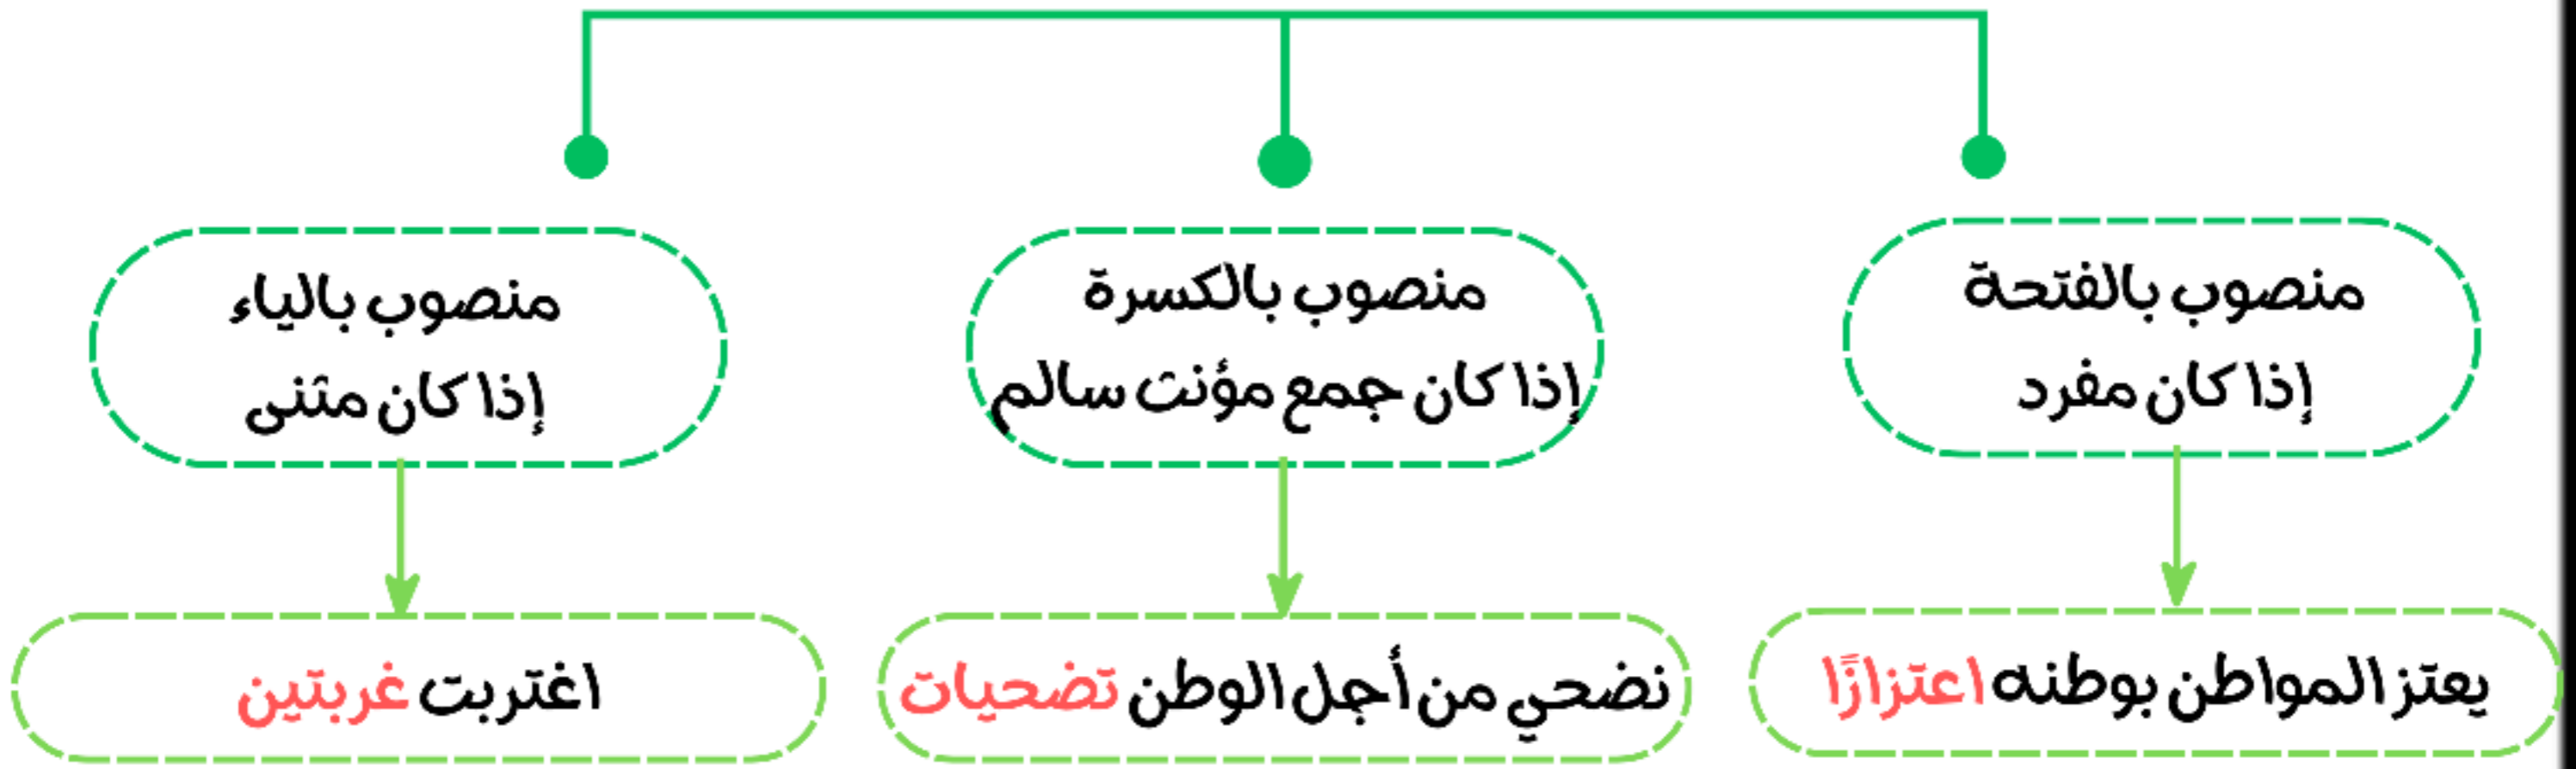 منصوب بالفتحة
إذا كان مفرد
منصوب بالكسرة
إذا كان جمع مؤنث سالم
منصوب بالياء
إذا كان مثنى
يعتز المواطن بوطنه اعتزازًا
نضحي من أجل الوطن تضحيات
اغتربت غربتين